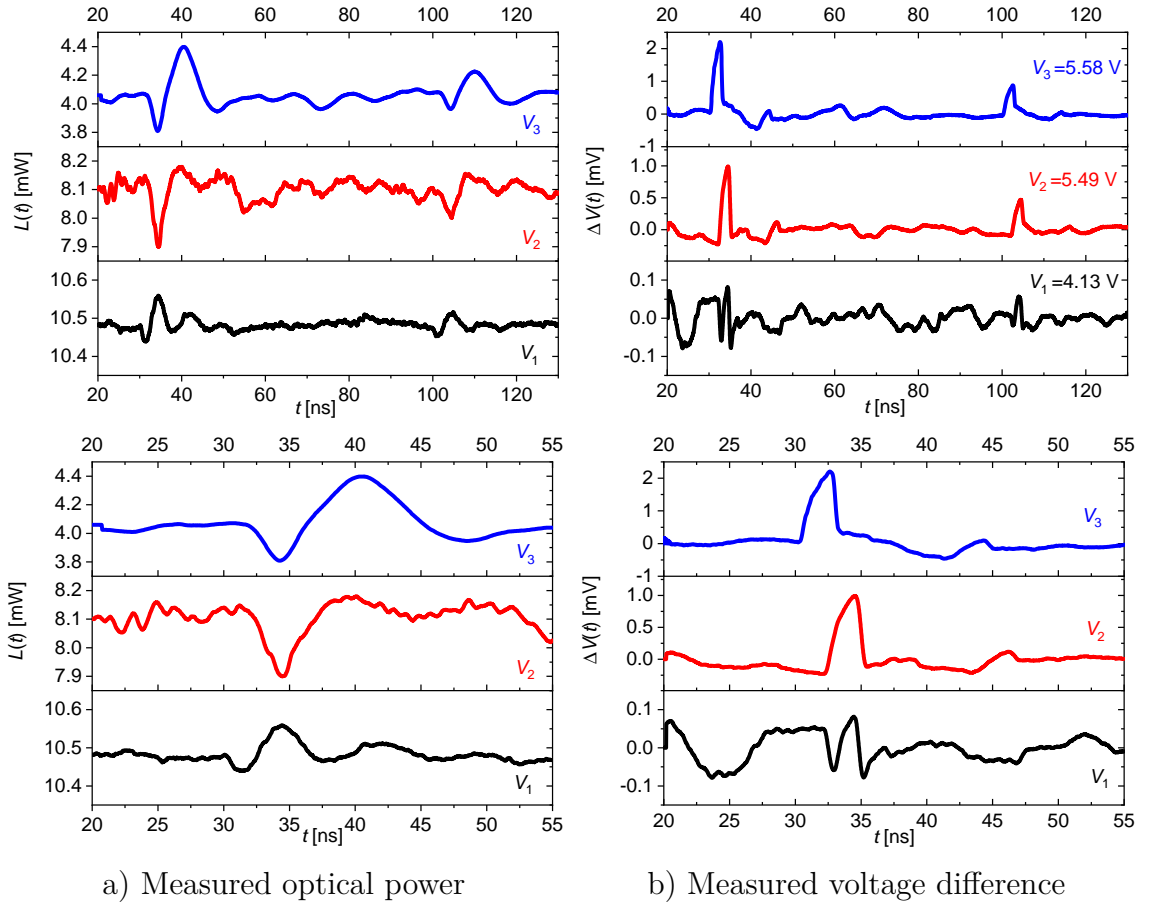 20 40 60 80 100 120
4.4
4.2
4.0
3.8
V3
8.2
8.1
8.0
7.9
V2
10.6
10.5
10.4
V1
L(t) [mW]
20 40 60 80 100 120
t [ns]
20 40 60 80 100 120
2
1
0
-1
V3=5.58 V
1.0
0.5
0.0
V2=5.49 V
0.1
0.0
-0.1
V1=4.13 V
Δ V(t) [mV]
20 40 60 80 100 120
t [ns]
20 25 30 35 40 45 50 55
4.4
4.2
4.0
3.8
V3
8.2
8.1
8.0
7.9
V2
10.6
10.5
10.4
V1
L(t) [mW]
20 25 30 35 40 45 50 55
t [ns]
20 25 30 35 40 45 50 55
2
1
0
-1
V3
1.0
0.5
0.0
V2
0.1
0.0
-0.1
V1
Δ V(t) [mV]
20 25 30 35 40 45 50 55
t [ns]
a) Measured optical power
b) Measured voltage difference